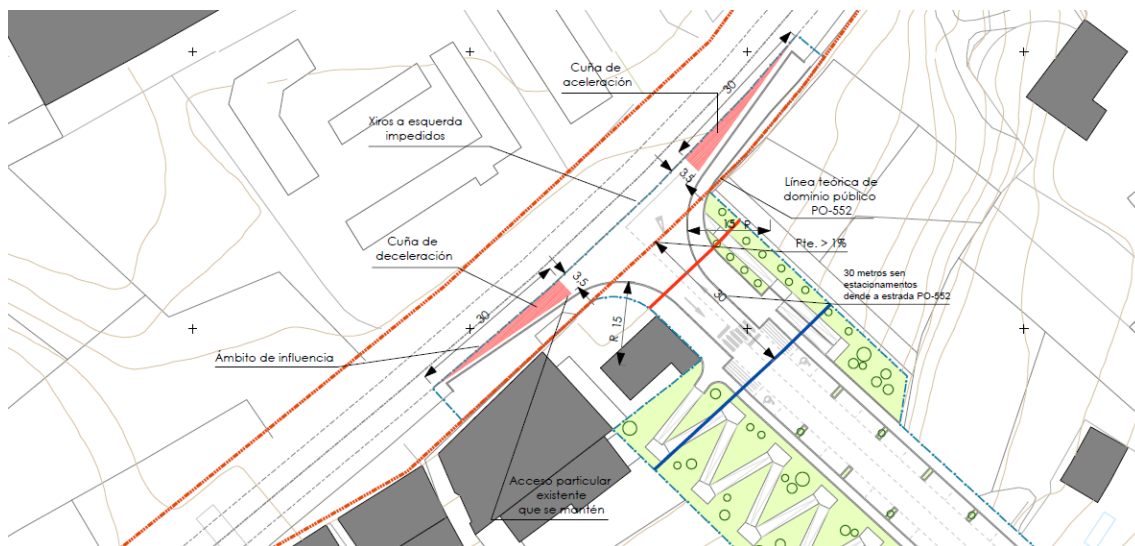 Cuña de
aceleración
30
Xiros a esquerda
impedidos
3.5
Línea teórica de
dominio público
PO-552
15 R
Pte. > 1%
Cuña de
deceleración
3.5
30 metros sen
estacionamentos
dende a estrada PO-552
30
30
R. 15
Ámbito de influencia
Acceso particular
existente
que se mantén